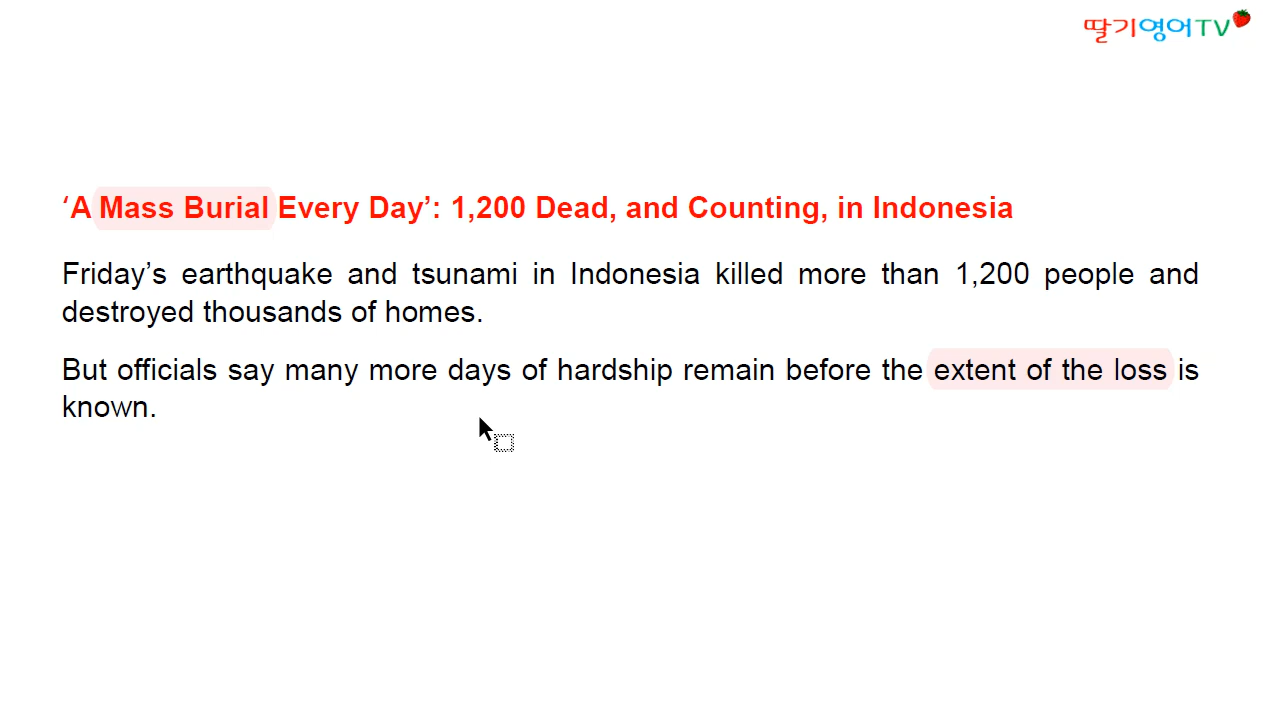 딸기영어TV
‘A Mass Burial Every Day’: 1,200 Dead, and Counting, in Indonesia
Friday’s earthquake and tsunami in Indonesia killed more than 1,200 people and
destroyed thousands of homes.
But officials say many more days of hardship remain before the extent of the loss is
known.